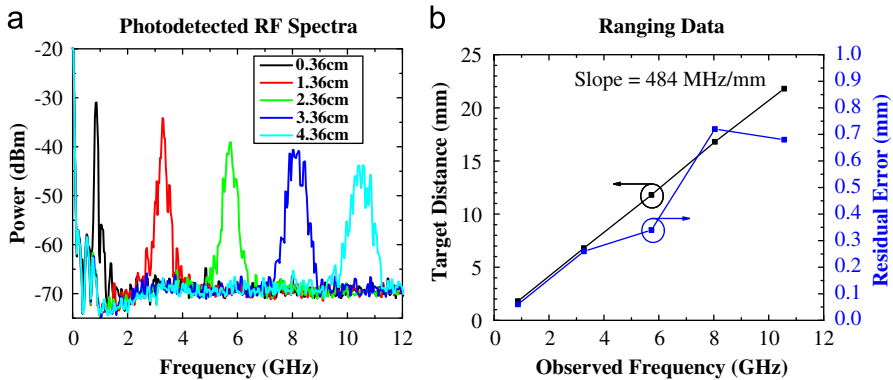 a
Photodetected RF Spectra
-20
-30
-40
-50
-60
-70
Power (dBm)
0.36cm
1.36cm
2.36cm
3.36cm
4.36cm
0 2 4 6 8 10 12
Frequency (GHz)
b
Ranging Data
Slope = 484 MHz/mm
25
20
15
10
5
0
Target Distance (mm)
1.0
0.9
0.8
0.7
0.6
0.5
0.4
0.3
0.2
0.1
0.0
Residual Error (mm)
0 2 4 6 8 10 12
Observed Frequency (GHz)